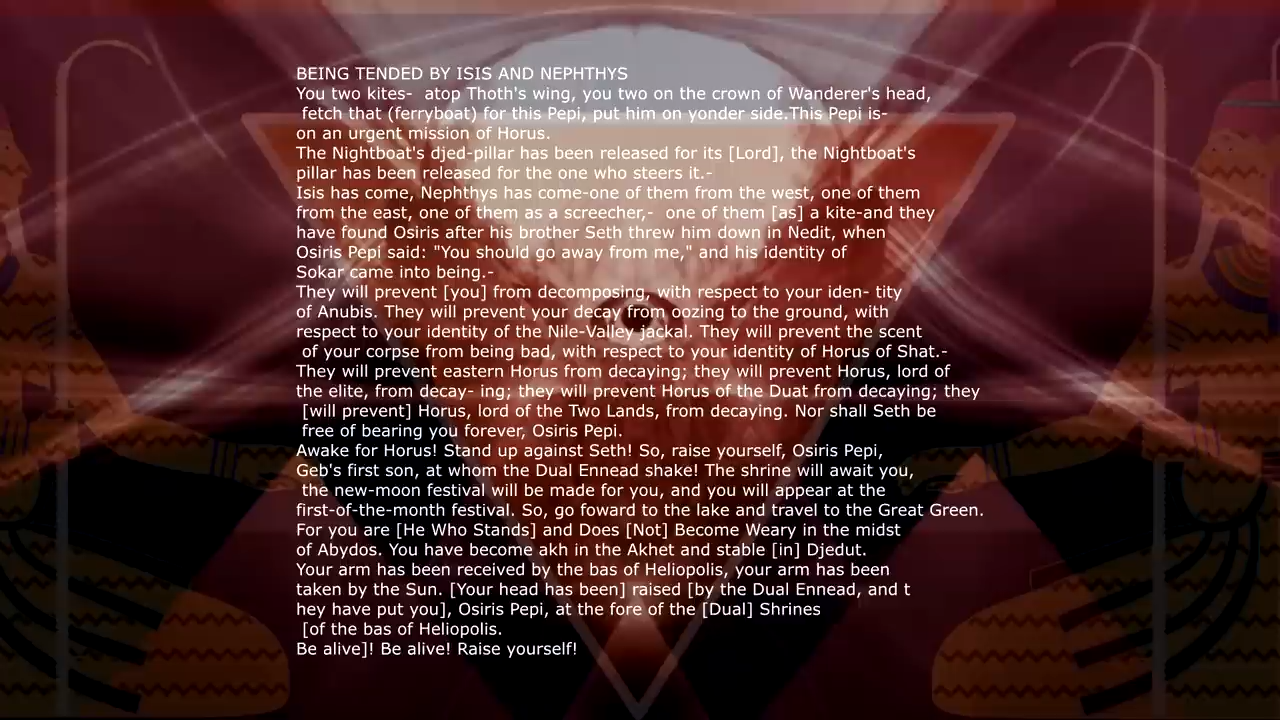 BEING TENDED BY ISIS AND NEPHTHYS
You two kites-  atop Thoth's wing, you two on the crown of Wanderer's head,
fetch that (ferryboat) for this Pepi, put him on yonder side.This Pepi is-
on an urgent mission of Horus.
The Nightboat's djed-pillar has been released for its [Lord], the Nightboat's
pillar has been released for the one who steers it.-
Isis has come, Nephthys has come-one of them from the west, one of them
from the east, one of them as a screecher,-  one of them [as] a kite-and they
have found Osiris after his brother Seth threw him down in Nedit, when
Osiris Pepi said: "You should go away from me," and his identity of
Sokar came into being.-
They will prevent [you] from decomposing, with respect to your iden- tity
of Anubis. They will prevent your decay from oozing to the ground, with
respect to your identity of the Nile-Valley jackal. They will prevent the scent
of your corpse from being bad, with respect to your identity of Horus of Shat.-
They will prevent eastern Horus from decaying; they will prevent Horus, lord of
the elite, from decay- ing; they will prevent Horus of the Duat from decaying; they
[will prevent] Horus, lord of the Two Lands, from decaying. Nor shall Seth be
free of bearing you forever, Osiris Pepi.
Awake for Horus! Stand up against Seth! So, raise yourself, Osiris Pepi,
Geb's first son, at whom the Dual Ennead shake! The shrine will await you,
the new-moon festival will be made for you, and you will appear at the
first-of-the-month festival. So, go foward to the lake and travel to the Great Green.
For you are [He Who Stands] and Does [Not] Become Weary in the midst
of Abydos. You have become akh in the Akhet and stable [in] Djedut.
Your arm has been received by the bas of Heliopolis, your arm has been
taken by the Sun. [Your head has been] raised [by the Dual Ennead, and t
hey have put you], Osiris Pepi, at the fore of the [Dual] Shrines
[of the bas of Heliopolis.
Be alive]! Be alive! Raise yourself!